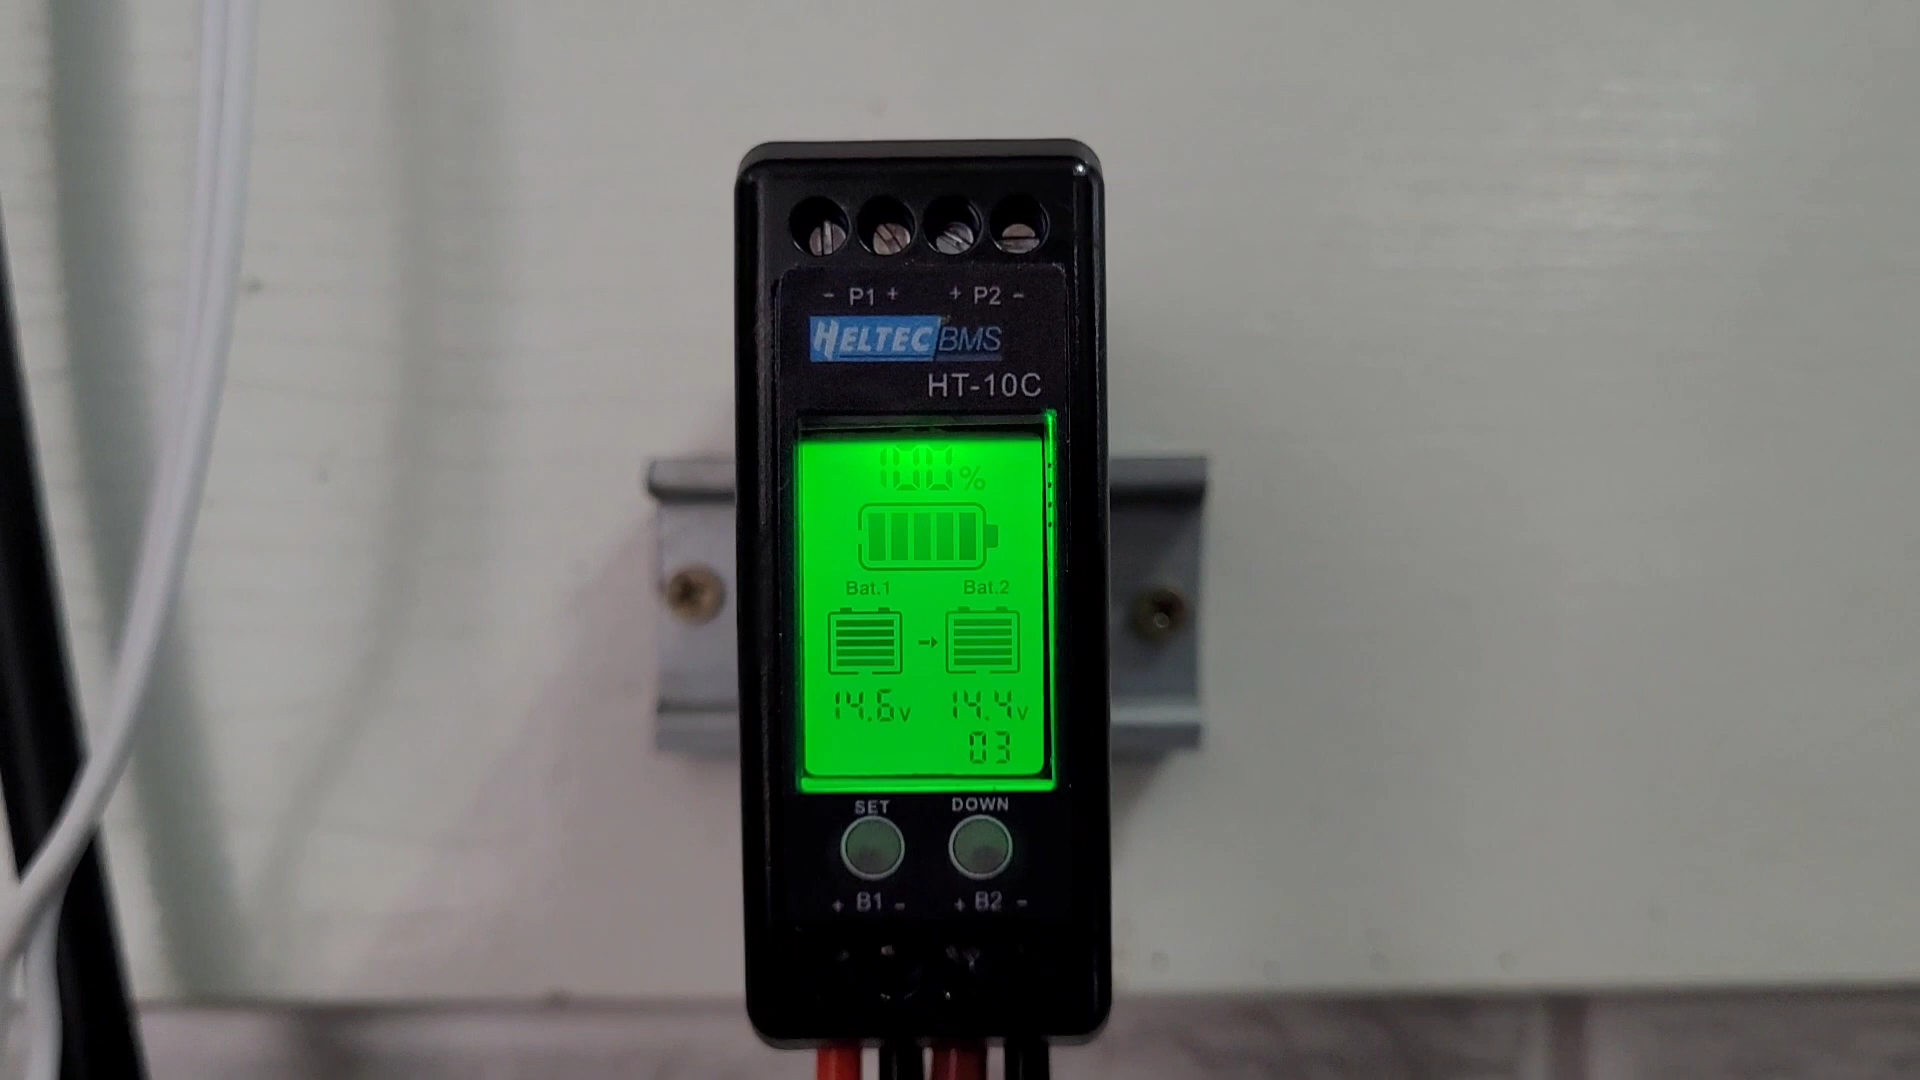 - P1 + + P2 -
HELTEC BMS
HT-10C
100%
Bat.1 Bat.2
14.6v 14.4v
03
SET DOWN
+ B1 - + B2 -